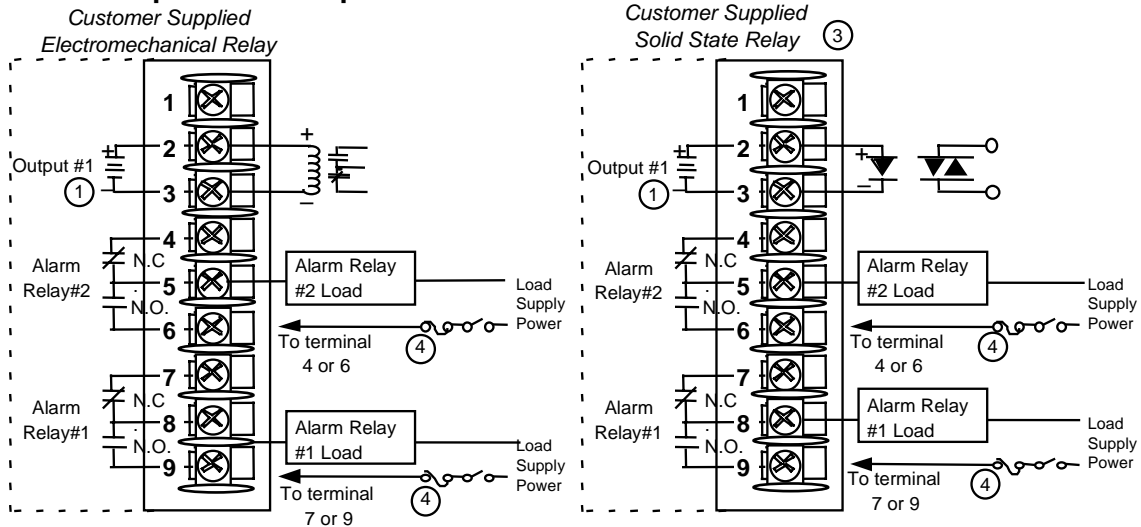 Customer Supplied
Electromechanical Relay
1
+
2
+
Output #1
1
−
3
−
4
N.C
Alarm
Relay#2
5
Alarm Relay
#2 Load
Load
Supply
Power
N.O.
6
To terminal
4 or 6
4
7
N.C
Alarm
Relay#1
8
Alarm Relay
#1 Load
Load
Supply
Power
N.O.
9
To terminal
7 or 9
4
Customer Supplied
Solid State Relay 3
1
+
2
+
Output #1
1
−
3
−
4
N.C
Alarm
Relay#2
5
Alarm Relay
#2 Load
Load
Supply
Power
N.O.
6
To terminal
4 or 6
4
7
N.C
Alarm
Relay#1
8
Alarm Relay
#1 Load
Load
Supply
Power
N.O.
9
To terminal
7 or 9
4